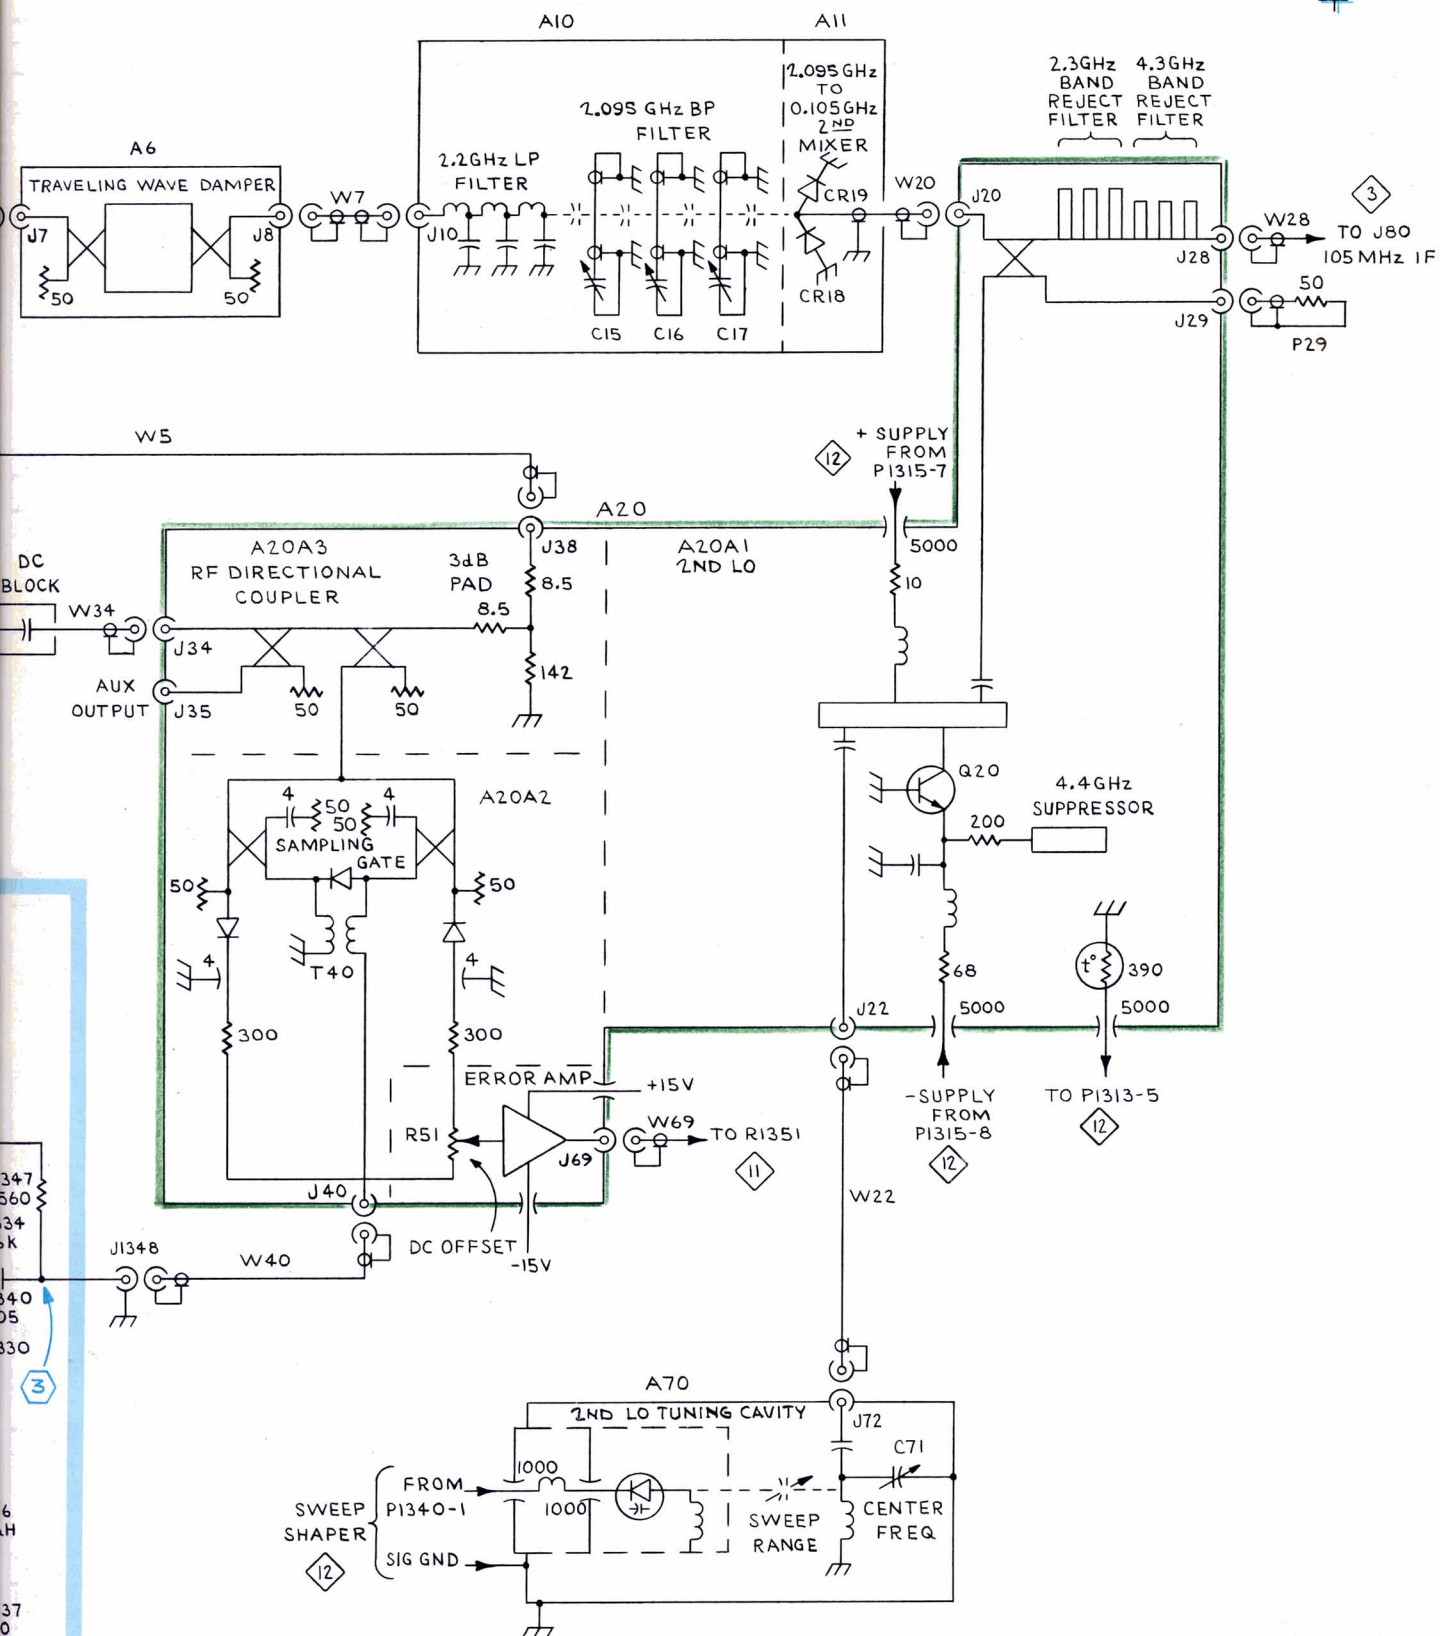 A10
A11
2.095 GHz
TO
0.105 GHz
2ND
MIXER
2.3GHz
BAND
REJECT
FILTER
4.3GHz
BAND
REJECT
FILTER
A6
TRAVELING WAVE DAMPER
J7
J8
50
50
W7
2.2GHz LP
FILTER
J10
2.095 GHz BP
FILTER
C15
C16
C17
CR19
CR18
W20
J20
J28
J29
W28
3
TO J80
105 MHz IF
50
P29
W5
12
+ SUPPLY
FROM
P1315-7
A20
J38
A20A1
2ND LO
5000
10
DC
BLOCK
W34
A20A3
RF DIRECTIONAL
COUPLER
3dB
PAD
8.5
8.5
142
J34
AUX
OUTPUT
J35
50
50
A20A2
4
50
50
4
SAMPLING
GATE
50
50
T40
4
4
300
300
Q20
4.4GHz
SUPPRESSOR
200
68
t°
390
J22
5000
5000
-SUPPLY
FROM
P1315-8
12
TO P1313-5
12
ERROR AMP
+15V
R51
J69
W69
TO R1351
11
J40
DC OFFSET
-15V
W22
347
560
J1348
W40
3
A70
2ND LO TUNING CAVITY
J72
C71
1000
1000
FROM
P1340-1
SWEEP
SHAPER
12
SIG GND
SWEEP
RANGE
CENTER
FREQ
37